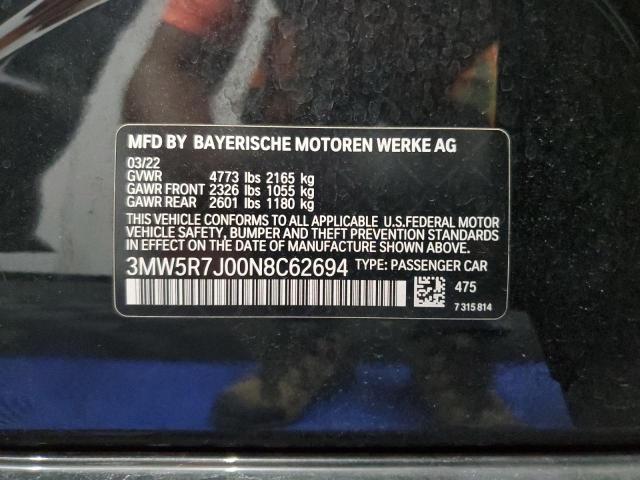 MFD BY BAYERISCHE MOTOREN WERKE AG
03/22
GVWR 4773 lbs 2165 kg
GAWR FRONT 2326 lbs 1055 kg
GAWR REAR 2601 lbs 1180 kg
THIS VEHICLE CONFORMS TO ALL APPLICABLE U.S.FEDERAL MOTOR
VEHICLE SAFETY, BUMPER AND THEFT PREVENTION STANDARDS
IN EFFECT ON THE DATE OF MANUFACTURE SHOWN ABOVE.
3MW5R7J00N8C62694 TYPE: PASSENGER CAR
475
7 315 814